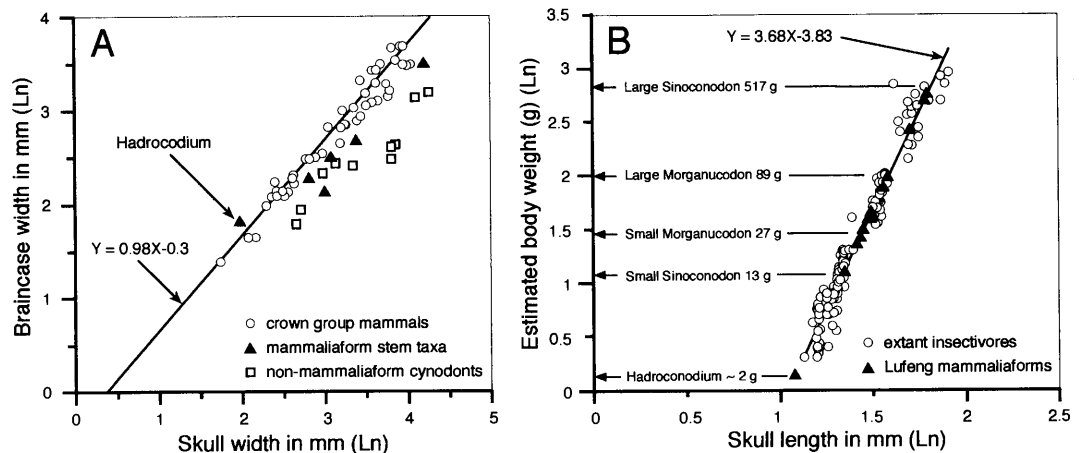 A
Braincase width in mm (Ln)
4
3
2
1
0
Hadrocodium
Y = 0.98X-0.3
crown group mammals
mammaliaform stem taxa
non-mammaliaform cynodonts
0 1 2 3 4 5
Skull width in mm (Ln)
B
Estimated body weight (g) (Ln)
3.5
3
2.5
2
1.5
1
0.5
0
Y = 3.68X-3.83
Large Sinoconodon 517 g
Large Morganucodon 89 g
Small Morganucodon 27 g
Small Sinoconodon 13 g
Hadroconodium ~ 2 g
extant insectivores
Lufeng mammaliaforms
0 0.5 1 1.5 2 2.5
Skull length in mm (Ln)